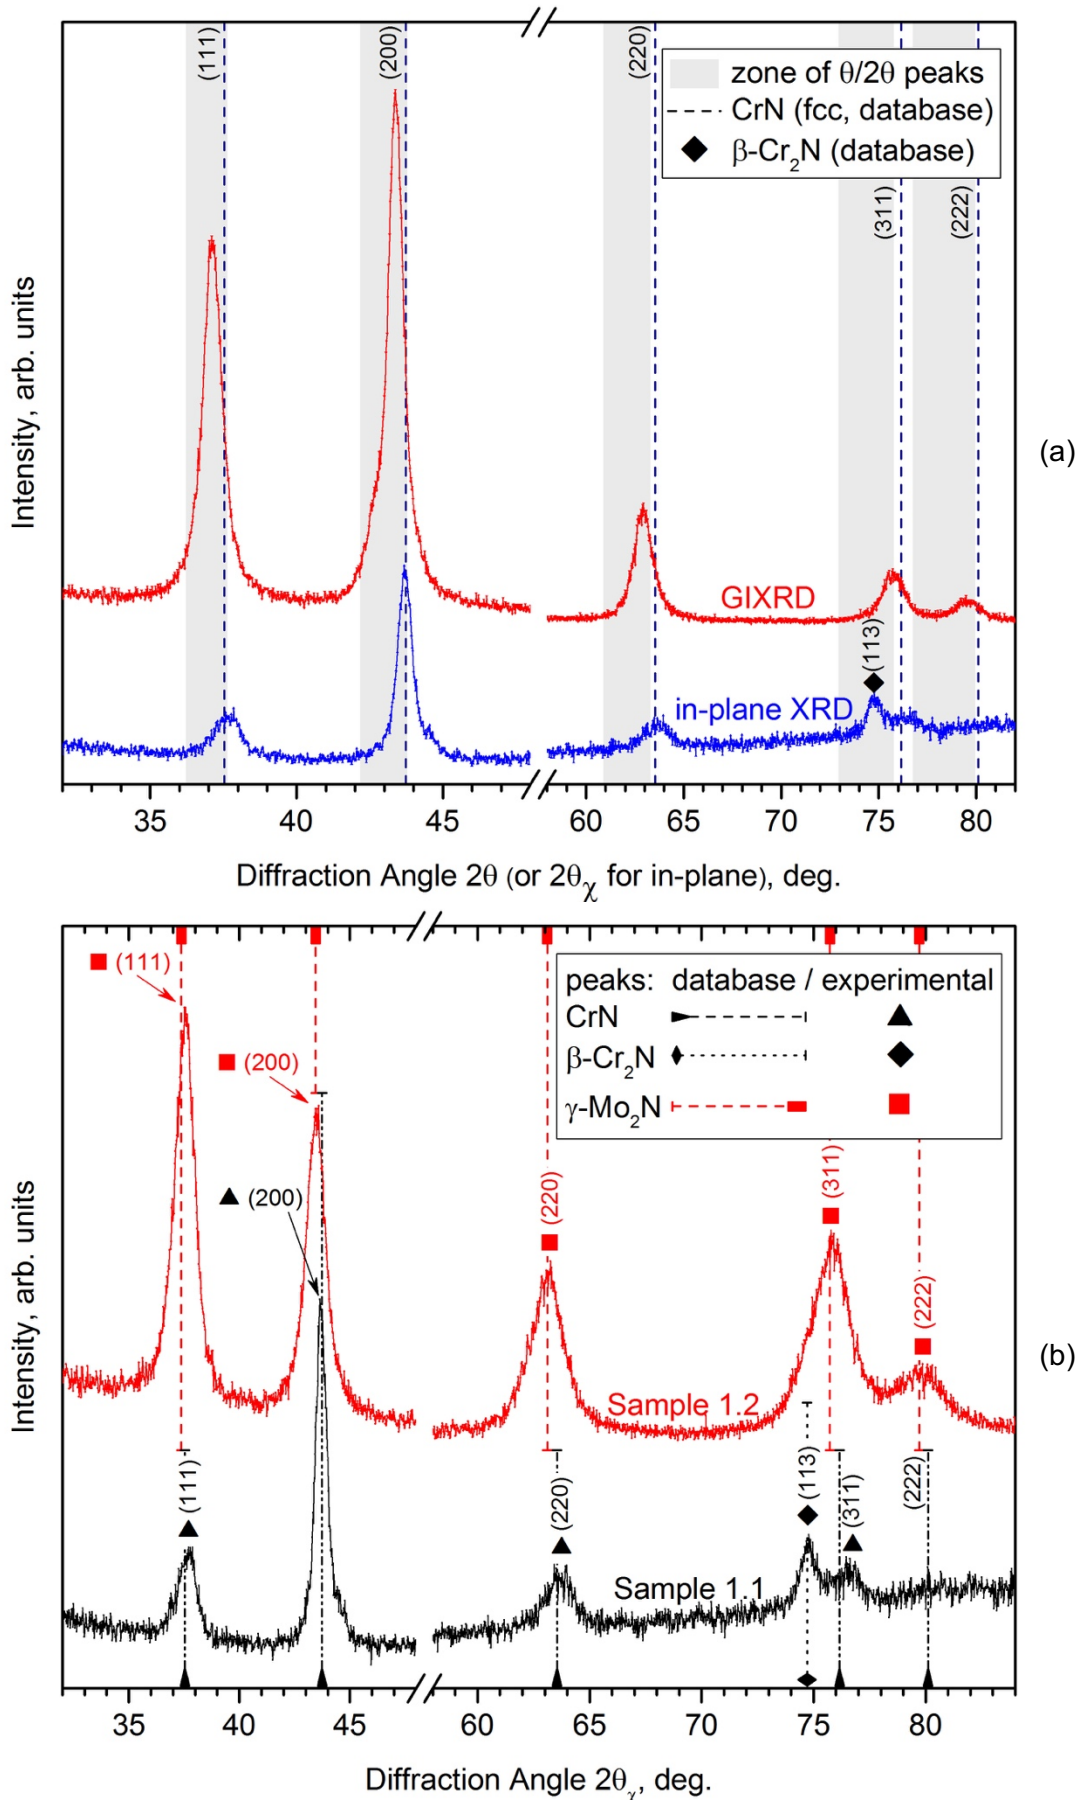 (111)
(200)
(220)
zone of θ/2θ peaks
CrN (fcc, database)
β-Cr₂N (database)
(311)
(222)
Intensity, arb. units
(a)
GIXRD
(113)
in-plane XRD
35 40 45 60 65 70 75 80
Diffraction Angle 2θ (or 2θχ for in-plane), deg.
(111)
(200)
(200)
peaks: database / experimental
CrN
β-Cr₂N
γ-Mo₂N
(220)
(311)
(222)
Intensity, arb. units
(b)
Sample 1.2
(111)
(220)
(113)
(311)
(222)
Sample 1.1
35 40 45 60 65 70 75 80
Diffraction Angle 2θχ, deg.